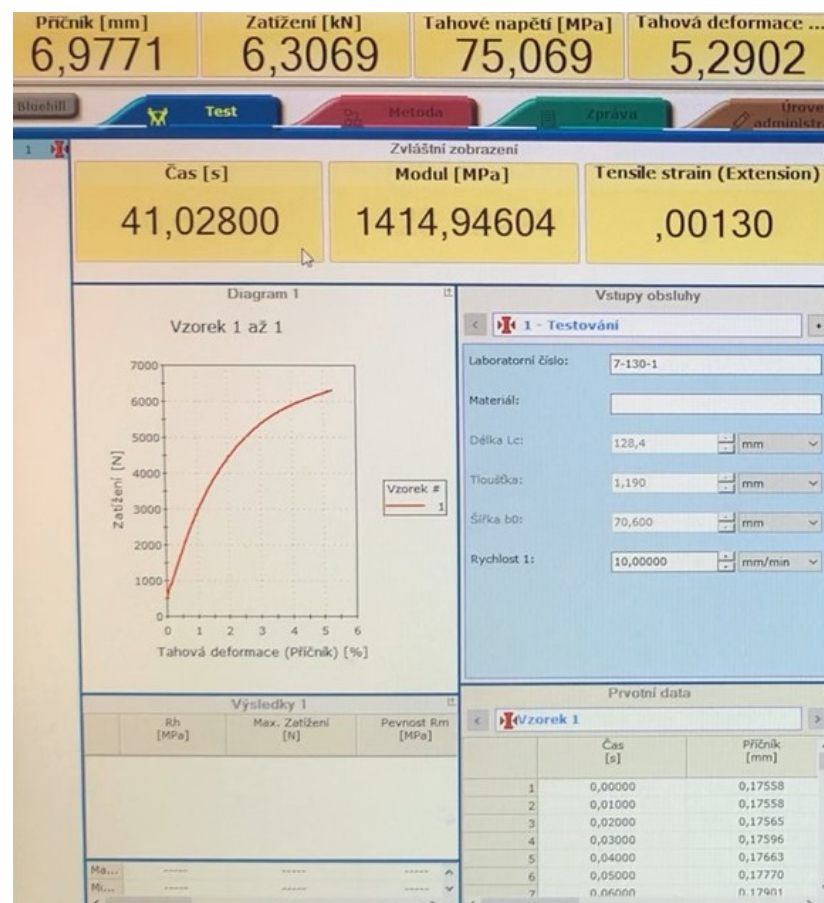 Příčník [mm] Zatížení [kN] Tahové napětí [MPa] Tahová deformace ...
6,9771 6,3069 75,069 5,2902
Bluehill Test Metoda Zpráva Úrove
administra
1 Zvláštní zobrazení
Čas [s] Modul [MPa] Tensile strain (Extension)
41,02800 1414,94604 ,00130
Diagram 1
Vzorek 1 až 1
7000
6000
5000
4000
3000
2000
1000
0
Zatížení [N]
0 1 2 3 4 5 6
Tahová deformace (Příčník) [%]
Vzorek #
1
Vstupy obsluhy
< 1 - Testování
Laboratorní číslo: 7-130-1
Materiál:
Délka Lc: 128,4 mm
Tloušťka: 1,190 mm
Šířka b0: 70,600 mm
Rychlost 1: 10,00000 mm/min
Výsledky 1
Rh Max. Zatížení Pevnost Rm
[MPa] [N] [MPa]
Ma... ----- ----- -----
Mi... ----- ----- -----
Prvotní data
< Vzorek 1 >
Čas Příčník
[s] [mm]
1 0,00000 0,17558
2 0,01000 0,17558
3 0,02000 0,17565
4 0,03000 0,17596
5 0,04000 0,17663
6 0,05000 0,17770
7 0,06000 0,17901